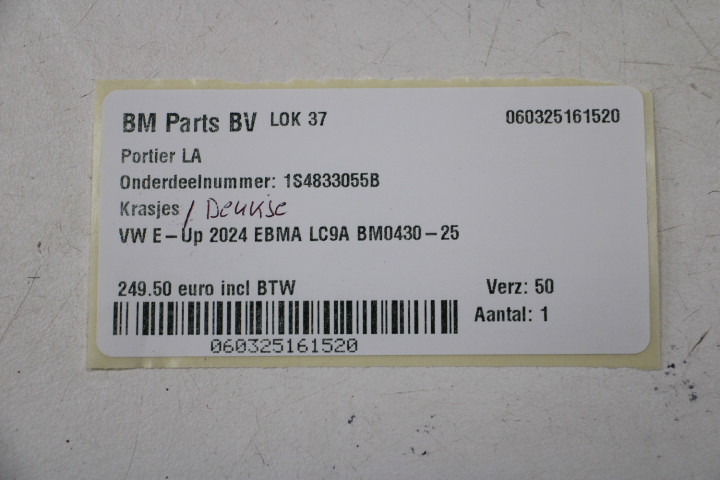 BM Parts BV LOK 37 060325161520
Portier LA
Onderdeelnummer: 1S4833055B
Krasjes / Deukje
VW E-Up 2024 EBMA LC9A BM0430-25
249.50 euro incl BTW Verz: 50
Aantal: 1
060325161520